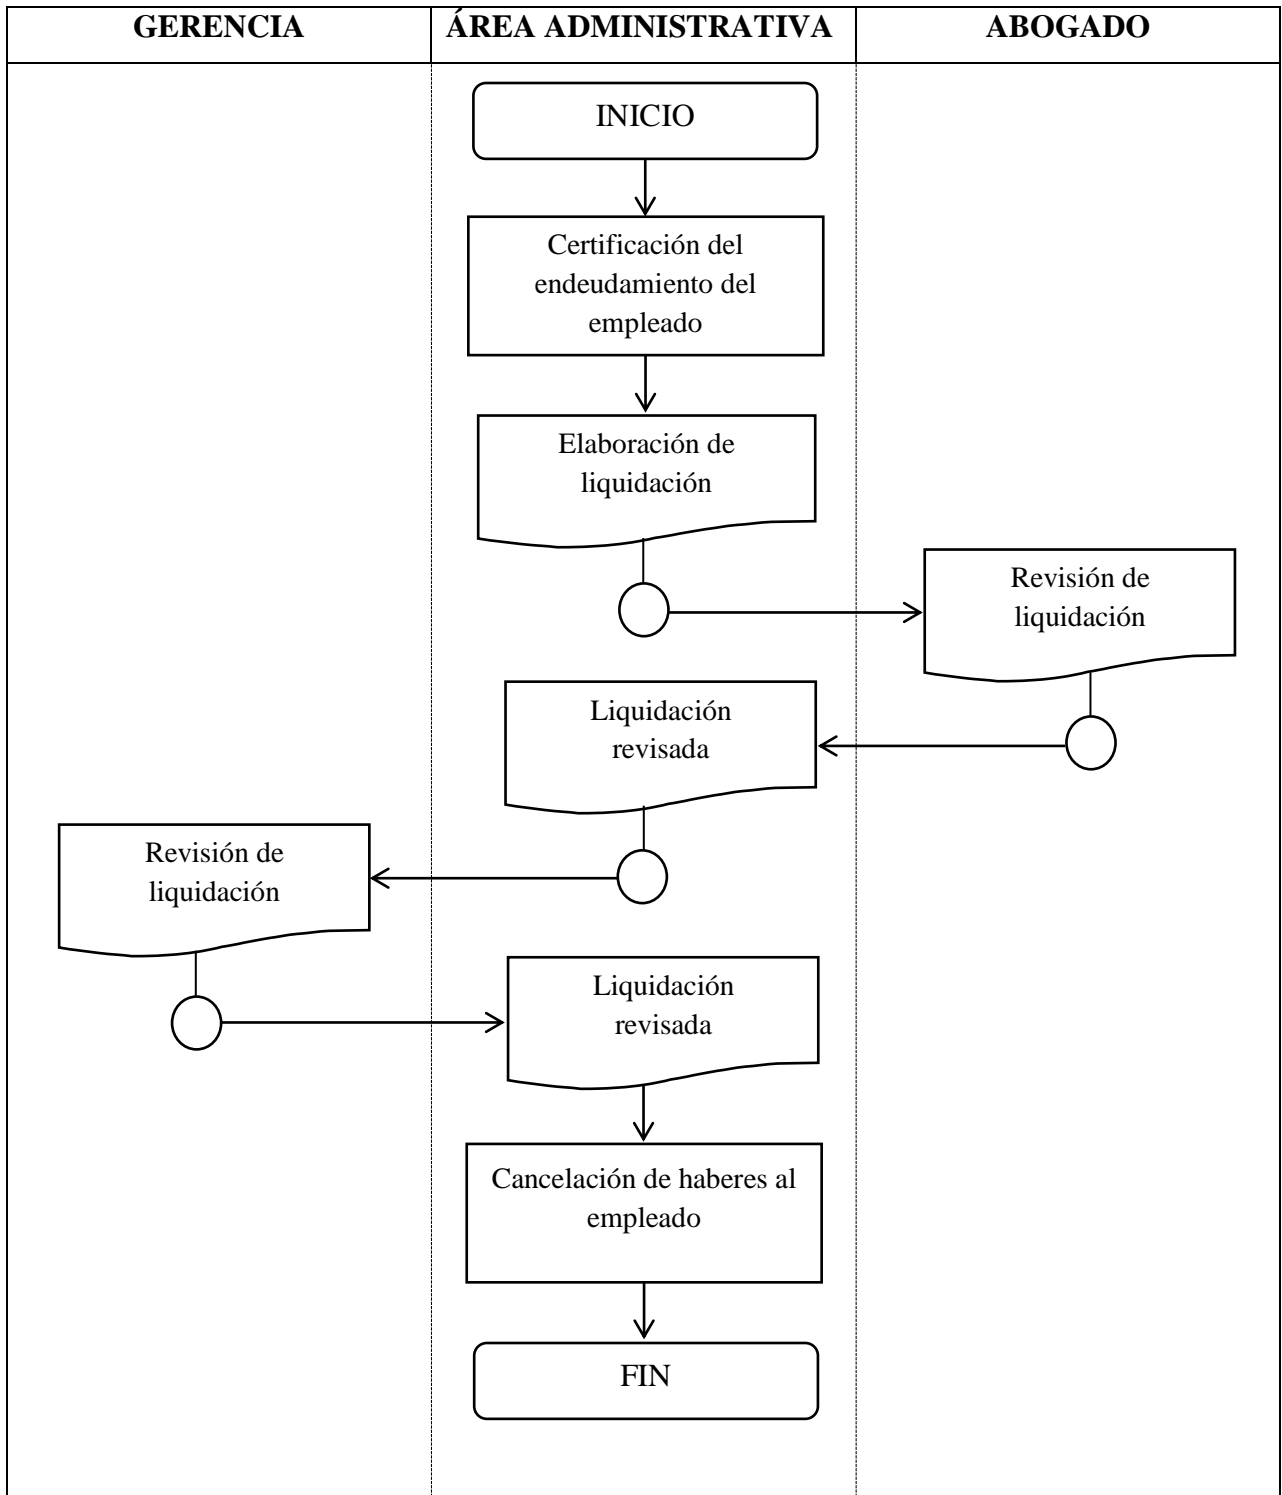 GERENCIA
ÁREA ADMINISTRATIVA
ABOGADO
INICIO
Certificación del
endeudamiento del
empleado
Elaboración de
liquidación
Revisión de
liquidación
Liquidación
revisada
Revisión de
liquidación
Liquidación
revisada
Cancelación de haberes al
empleado
FIN